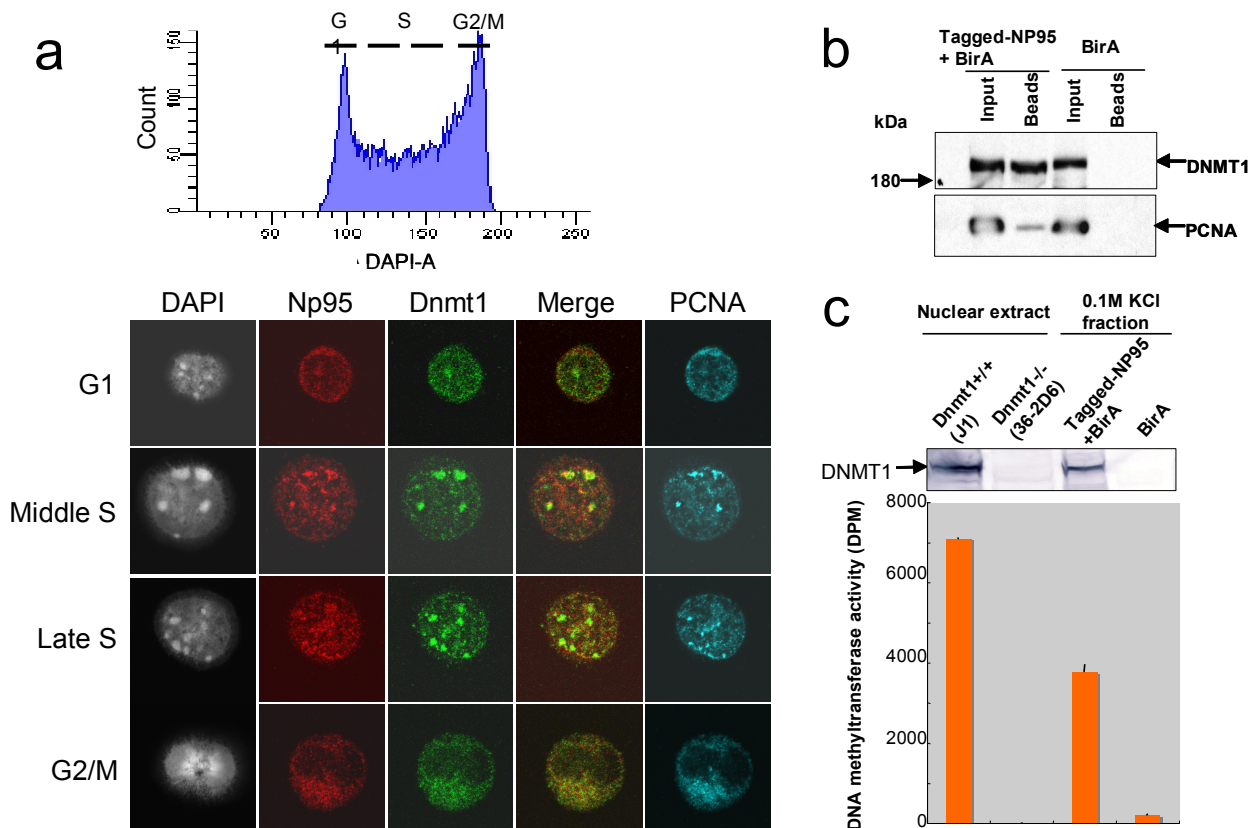 a
G
1
S
G2/M
150
100
50
0
Count
50
100
150
200
250
DAPI-A
DAPI
Np95
Dnmt1
Merge
PCNA
G1
Middle S
Late S
G2/M
b
Tagged-NP95
+ BirA
BirA
Input
Beads
Input
Beads
kDa
180
DNMT1
PCNA
c
Nuclear extract
0.1M KCl
fraction
Dnmt1+/+
(J1)
Dnmt1-/-
(36-2D6)
Tagged-NP95
+BirA
BirA
DNMT1
DNA methyltransferase activity (DPM)
8000
6000
4000
2000
0